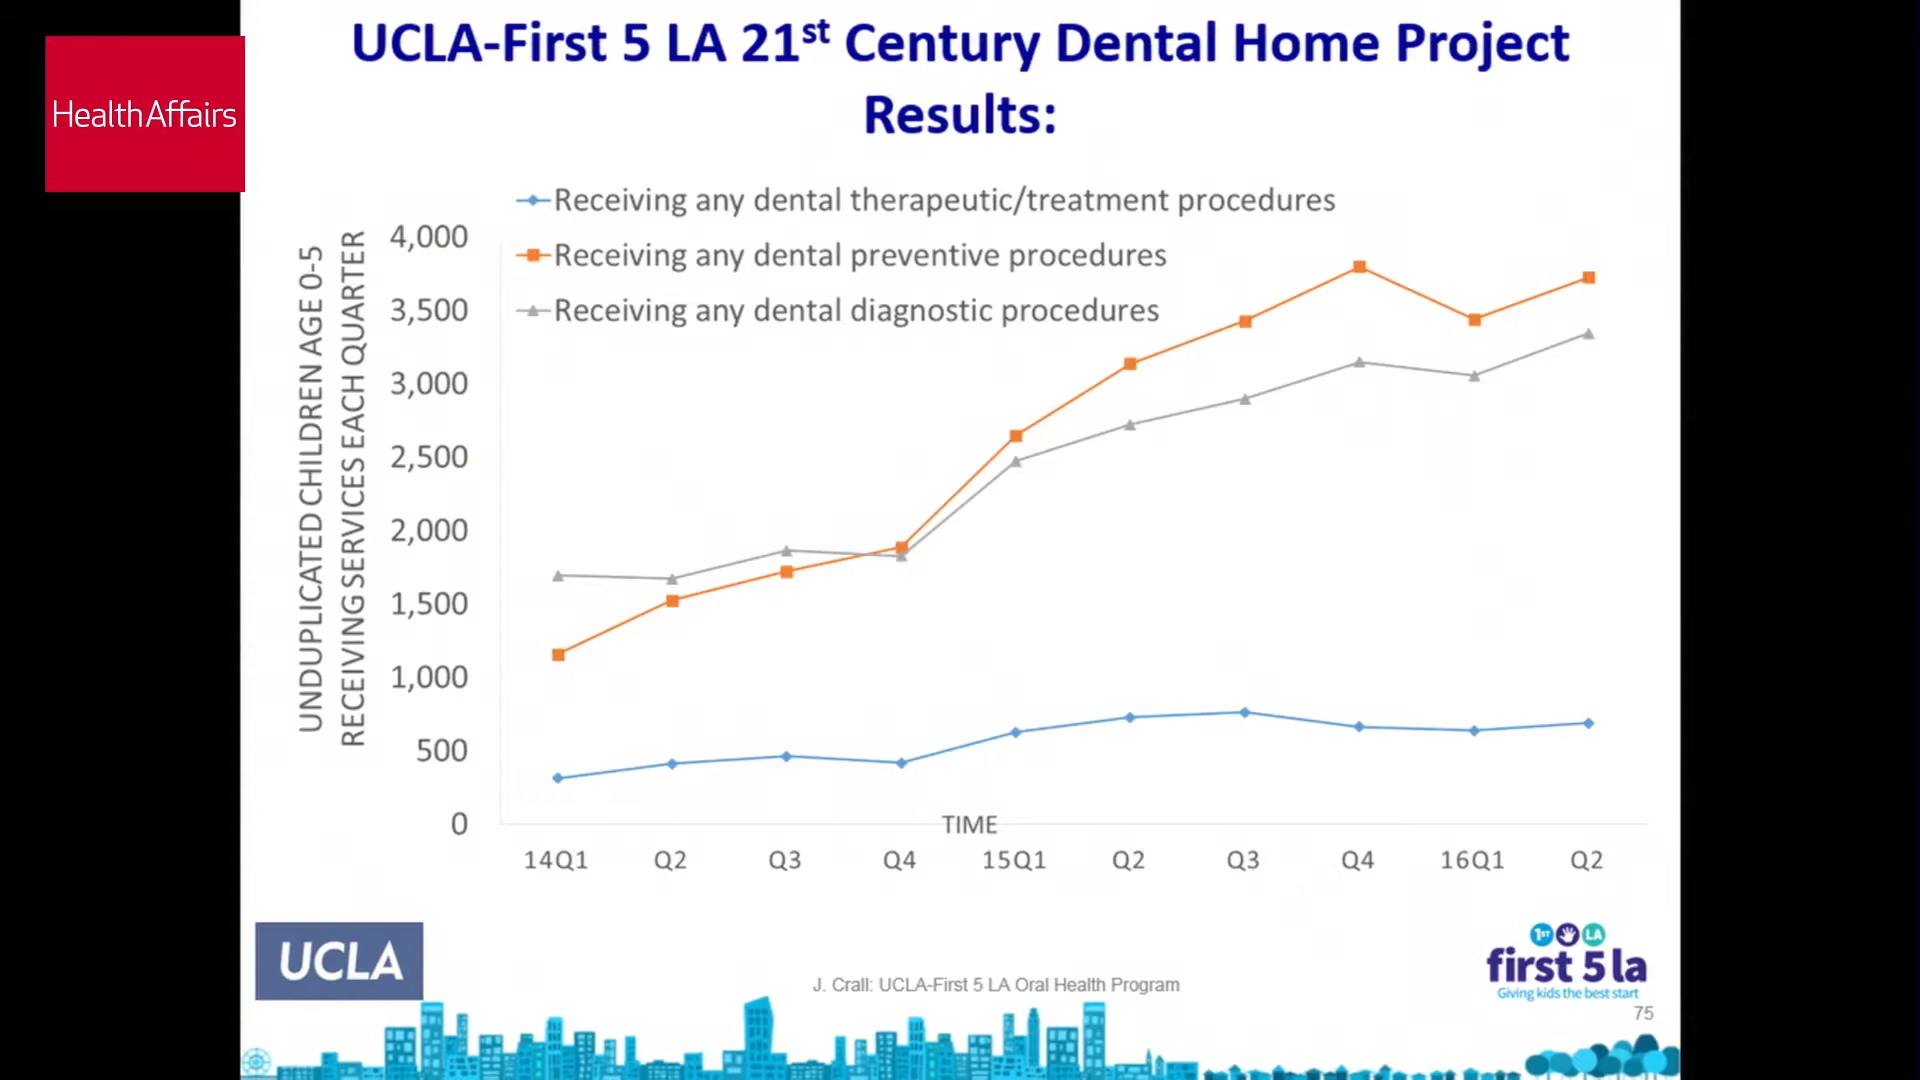 UCLA-First 5 LA 21st Century Dental Home Project
Results:
HealthAffairs
Receiving any dental therapeutic/treatment procedures
Receiving any dental preventive procedures
Receiving any dental diagnostic procedures
UNDUPLICATED CHILDREN AGE 0-5
RECEIVING SERVICES EACH QUARTER
4,000
3,500
3,000
2,500
2,000
1,500
1,000
500
0
TIME
14Q1 Q2 Q3 Q4 15Q1 Q2 Q3 Q4 16Q1 Q2
UCLA
J. Crall: UCLA-First 5 LA Oral Health Program
1ST LA
first 5 la
Giving kids the best start
75